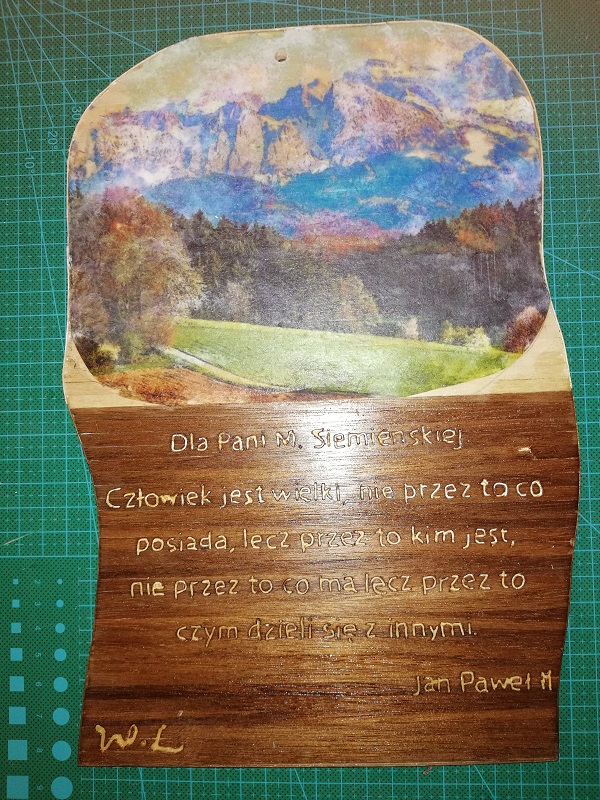 Dla Pani M. Siemieńskiej
Człowiek jest wielki, nie przez to co
posiada, lecz przez to kim jest,
nie przez to co ma lecz przez to
czym dzieli się z innymi.
Jan Paweł II
W.L